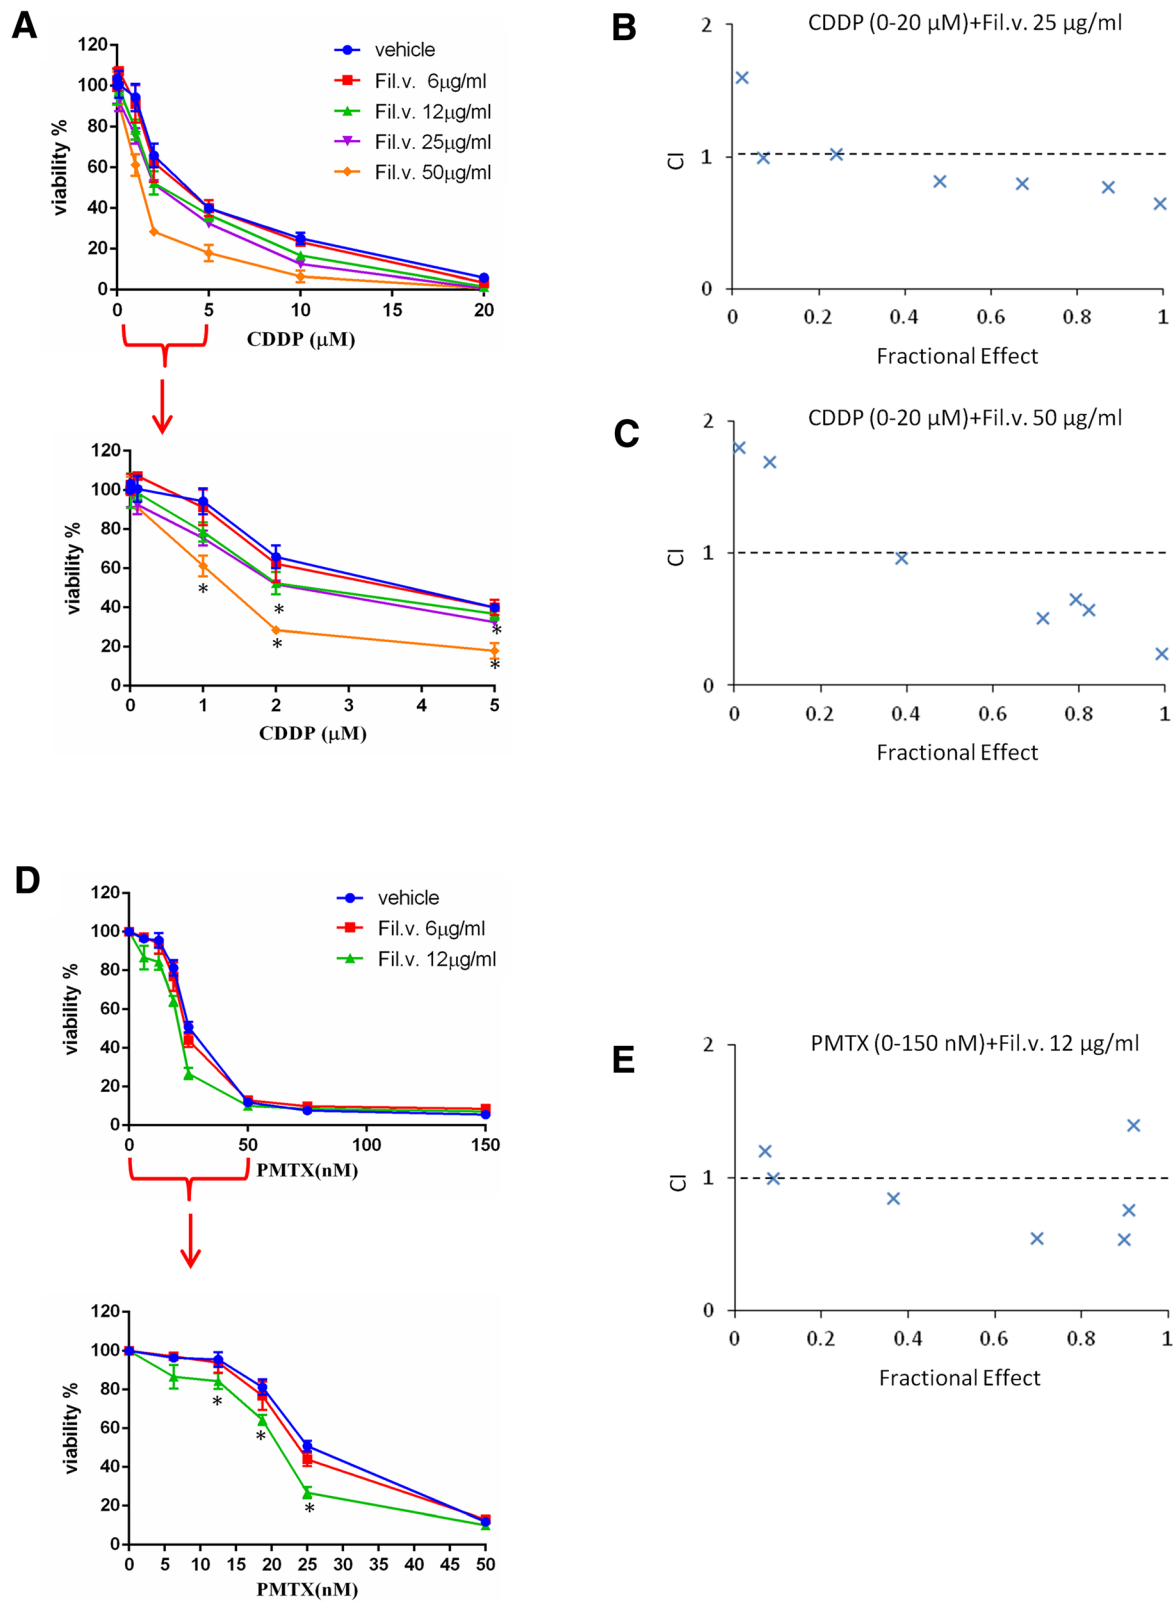 A
120
100
80
60
40
20
0
viability %
0 5 10 15 20
CDDP (μM)
vehicle
Fil.v. 6μg/ml
Fil.v. 12μg/ml
Fil.v. 25μg/ml
Fil.v. 50μg/ml
120
100
80
60
40
20
0
viability %
* * * * *
0 1 2 3 4 5
CDDP (μM)
B
CDDP (0-20 μM)+Fil.v. 25 μg/ml
2
1
0
CI
0 0.2 0.4 0.6 0.8 1
Fractional Effect
C
CDDP (0-20 μM)+Fil.v. 50 μg/ml
2
1
0
CI
0 0.2 0.4 0.6 0.8 1
Fractional Effect
D
120
100
80
60
40
20
0
viability %
0 50 100 150
PMTX(nM)
vehicle
Fil.v. 6μg/ml
Fil.v. 12μg/ml
120
100
80
60
40
20
0
viability %
* * *
0 5 10 15 20 25 30 35 40 45 50
PMTX(nM)
E
PMTX (0-150 nM)+Fil.v. 12 μg/ml
2
1
0
CI
0 0.2 0.4 0.6 0.8 1
Fractional Effect